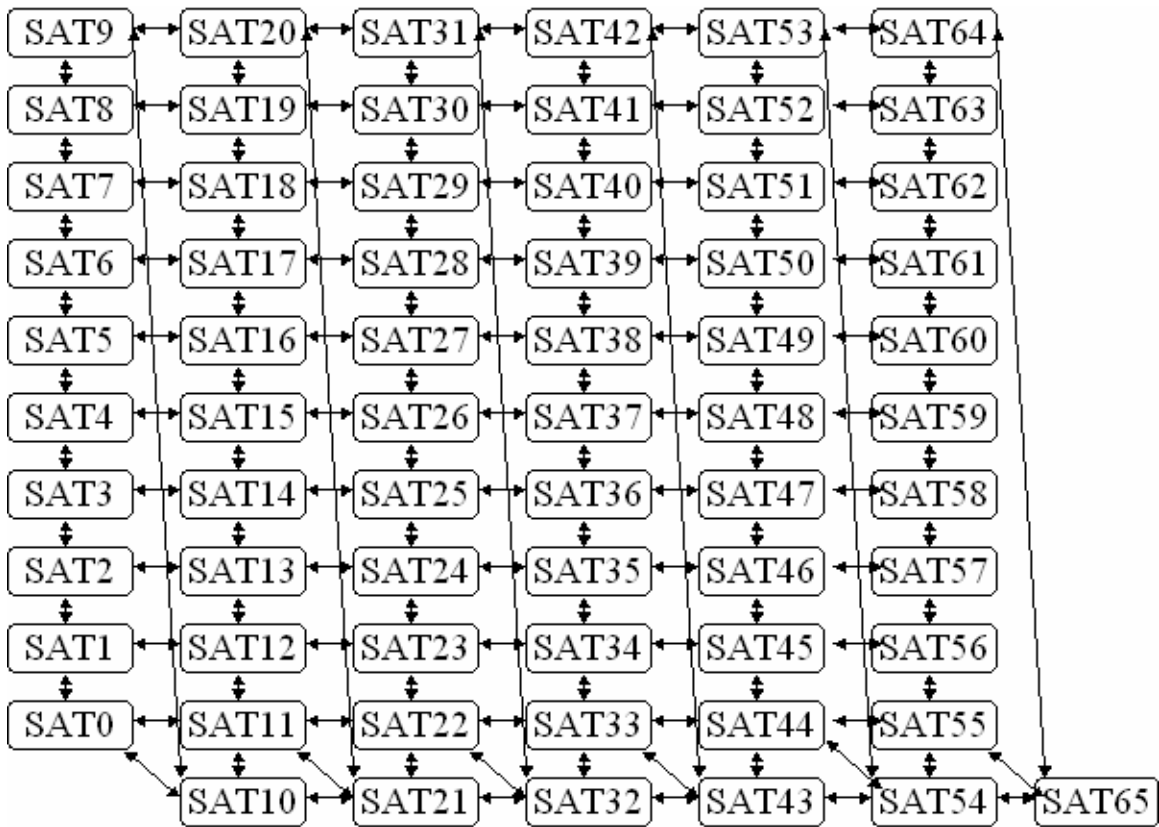 SAT9 SAT20 SAT31 SAT42 SAT53 SAT64
SAT8 SAT19 SAT30 SAT41 SAT52 SAT63
SAT7 SAT18 SAT29 SAT40 SAT51 SAT62
SAT6 SAT17 SAT28 SAT39 SAT50 SAT61
SAT5 SAT16 SAT27 SAT38 SAT49 SAT60
SAT4 SAT15 SAT26 SAT37 SAT48 SAT59
SAT3 SAT14 SAT25 SAT36 SAT47 SAT58
SAT2 SAT13 SAT24 SAT35 SAT46 SAT57
SAT1 SAT12 SAT23 SAT34 SAT45 SAT56
SAT0 SAT11 SAT22 SAT33 SAT44 SAT55
SAT10 SAT21 SAT32 SAT43 SAT54 SAT65